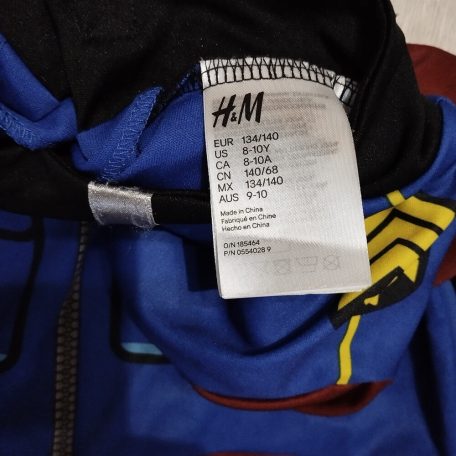 H&M
EUR 134/140
US 8-10Y
CA 8-10A
CN 140/68
MX 134/140
AUS 9-10
Made in China
Fabriqué en Chine
Hecho en China
O/N 185464
P/N 0554028 9